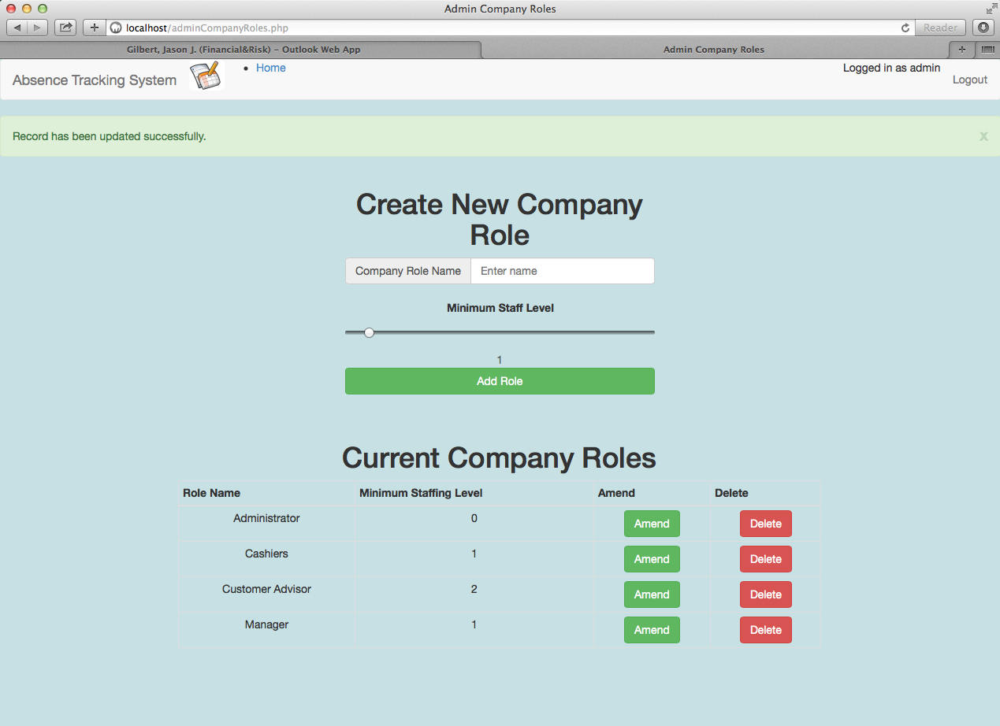 Admin Company Roles
localhost/adminCompanyRoles.php
Reader
Gilbert, Jason J. (Financial&Risk) – Outlook Web App
Admin Company Roles
Absence Tracking System
Home
Logged in as admin
Logout
Record has been updated successfully.
x
Create New Company
Role
Company Role Name
Enter name
Minimum Staff Level
1
Add Role
Current Company Roles
Role Name Minimum Staffing Level Amend Delete
Administrator 0 Amend Delete
Cashiers 1 Amend Delete
Customer Advisor 2 Amend Delete
Manager 1 Amend Delete